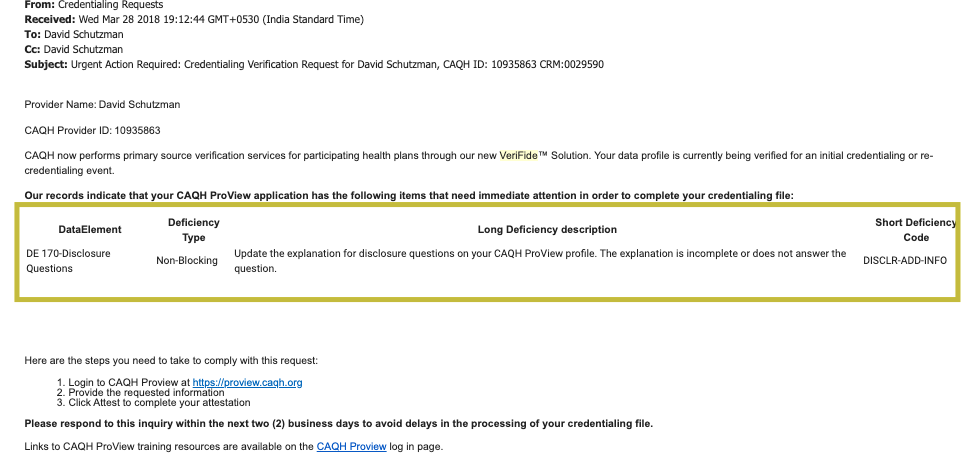 From: Credentialing Requests
Received: Wed Mar 28 2018 19:12:44 GMT+0530 (India Standard Time)
To: David Schutzman
Cc: David Schutzman
Subject: Urgent Action Required: Credentialing Verification Request for David Schutzman, CAQH ID: 10935863 CRM:0029590
Provider Name: David Schutzman
CAQH Provider ID: 10935863
CAQH now performs primary source verification services for participating health plans through our new VeriFide™ Solution. Your data profile is currently being verified for an initial credentialing or re-
credentialing event.
Our records indicate that your CAQH ProView application has the following items that need immediate attention in order to complete your credentialing file:
DataElement Deficiency Type Long Deficiency description Short Deficiency Code
DE 170-Disclosure Questions Non-Blocking Update the explanation for disclosure questions on your CAQH ProView profile. The explanation is incomplete or does not answer the question. DISCLR-ADD-INFO
Here are the steps you need to take to comply with this request:
1. Login to CAQH Proview at https://proview.caqh.org
2. Provide the requested information
3. Click Attest to complete your attestation
Please respond to this inquiry within the next two (2) business days to avoid delays in the processing of your credentialing file.
Links to CAQH ProView training resources are available on the CAQH Proview log in page.